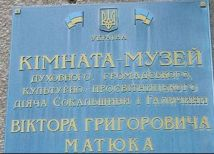 УКРАЇНА
КІМНАТА-МУЗЕЙ
ДУХОВНОГО ГРОМАДСЬКОГО
КУЛЬТУРНО-ПРОСВІТНИЦЬКОГО
ДІЯЧА СОКАЛЬЩИНИ І ГАЛИЧИНИ
ВІКТОРА ГРИГОРОВИЧА
МАТЮКА